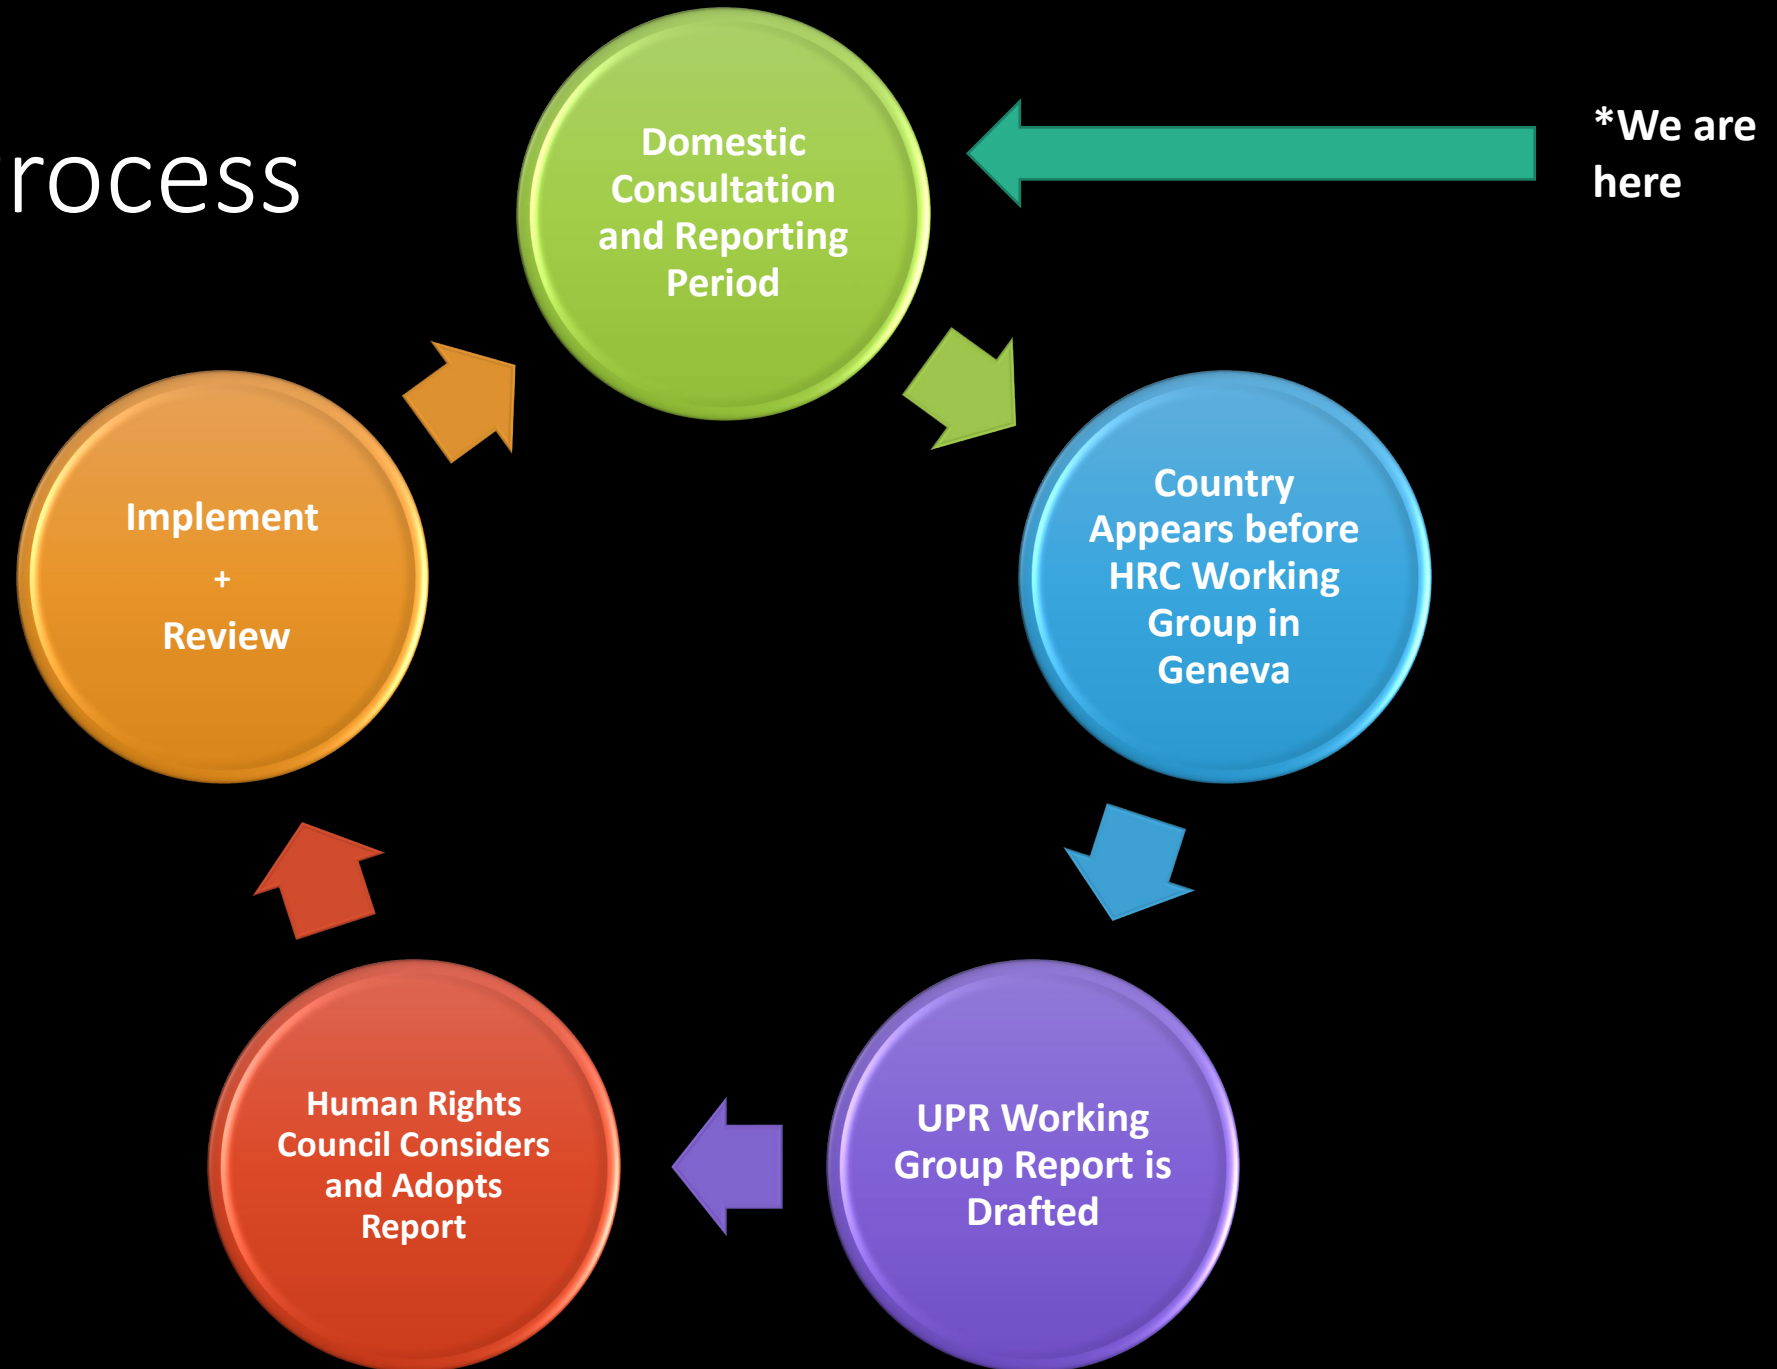 rocess
Domestic
Consultation
and Reporting
Period
*We are
here
Country
Appears before
HRC Working
Group in
Geneva
UPR Working
Group Report is
Drafted
Human Rights
Council Considers
and Adopts
Report
Implement
+
Review